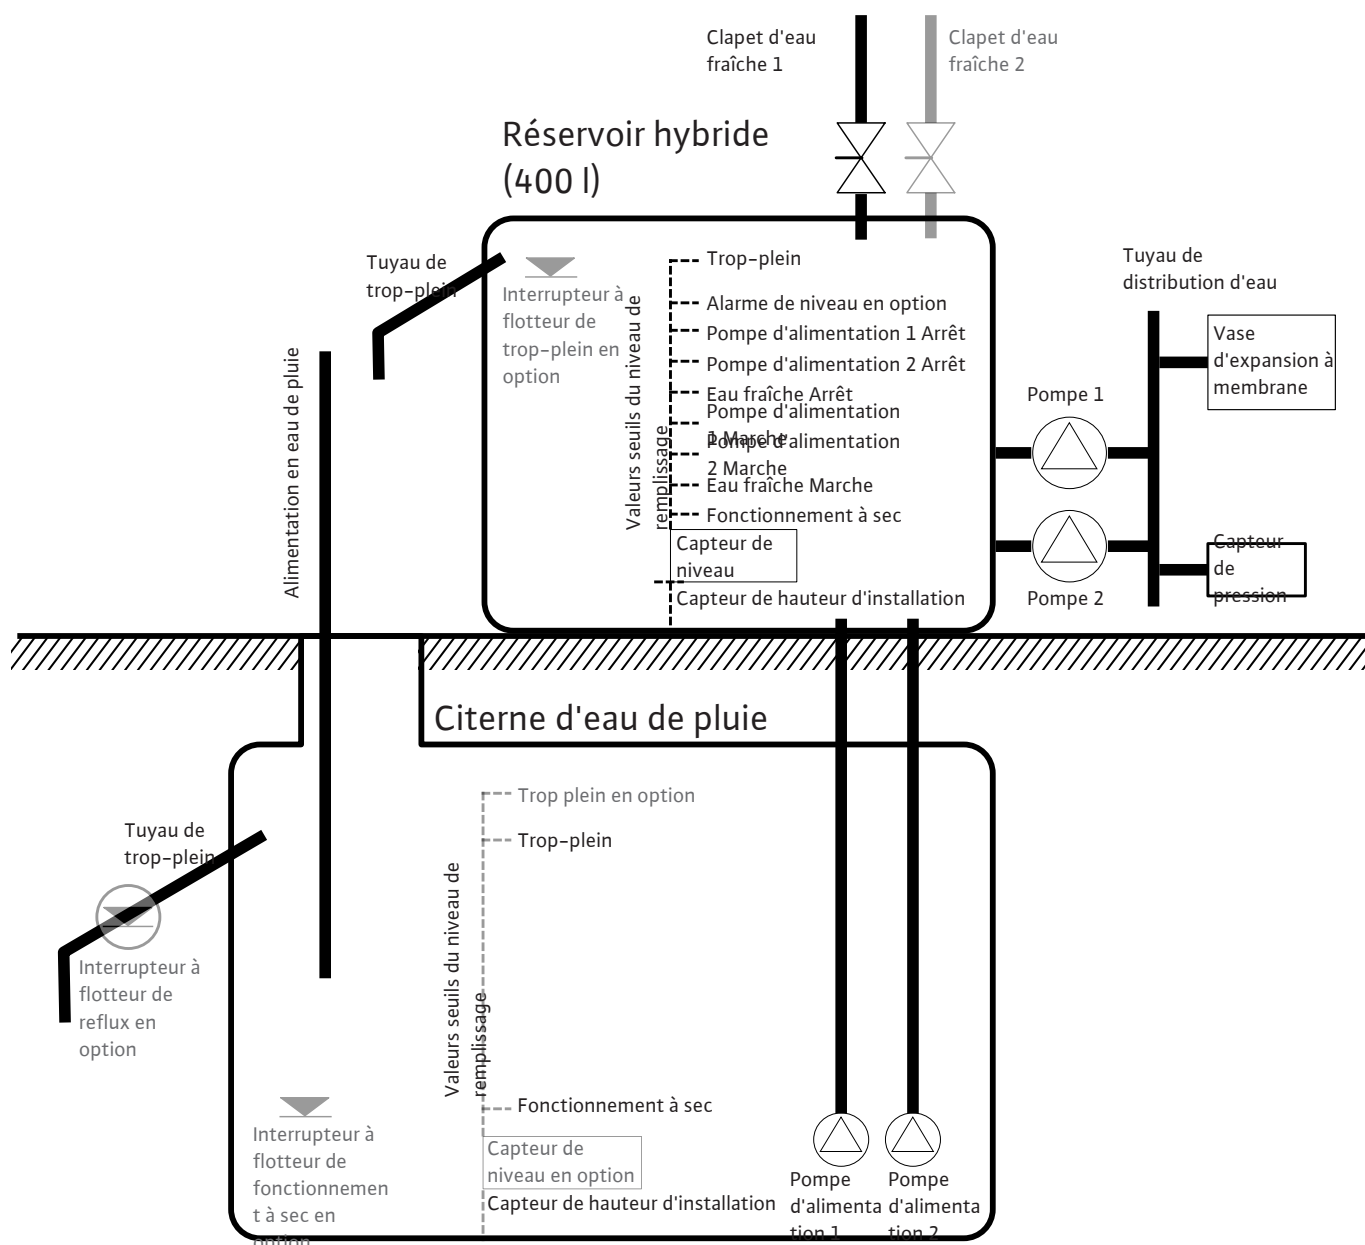 Clapet d'eau
fraîche 1
Clapet d'eau
fraîche 2
Réservoir hybride
(400 l)
Tuyau de
trop-plein
Interrupteur à
flotteur de
trop-plein en
option
Valeurs seuils du niveau de
remplissage
Trop-plein
Alarme de niveau en option
Pompe d'alimentation 1 Arrêt
Pompe d'alimentation 2 Arrêt
Eau fraîche Arrêt
Pompe d'alimentation
1 Marche
Pompe d'alimentation
2 Marche
Eau fraîche Marche
Fonctionnement à sec
Capteur de
niveau
Capteur de hauteur d'installation
Tuyau de
distribution d'eau
Vase
d'expansion à
membrane
Pompe 1
Pompe 2
Capteur
de
pression
Alimentation en eau de pluie
Citerne d'eau de pluie
Trop plein en option
Trop-plein
Tuyau de
trop-plein
Valeurs seuils du niveau de
remplissage
Interrupteur à
flotteur de
reflux en
option
Fonctionnement à sec
Interrupteur à
flotteur de
fonctionnemen
t à sec en
option
Capteur de
niveau en option
Capteur de hauteur d'installation
Pompe
d'alimenta
tion 1
Pompe
d'alimenta
tion 2